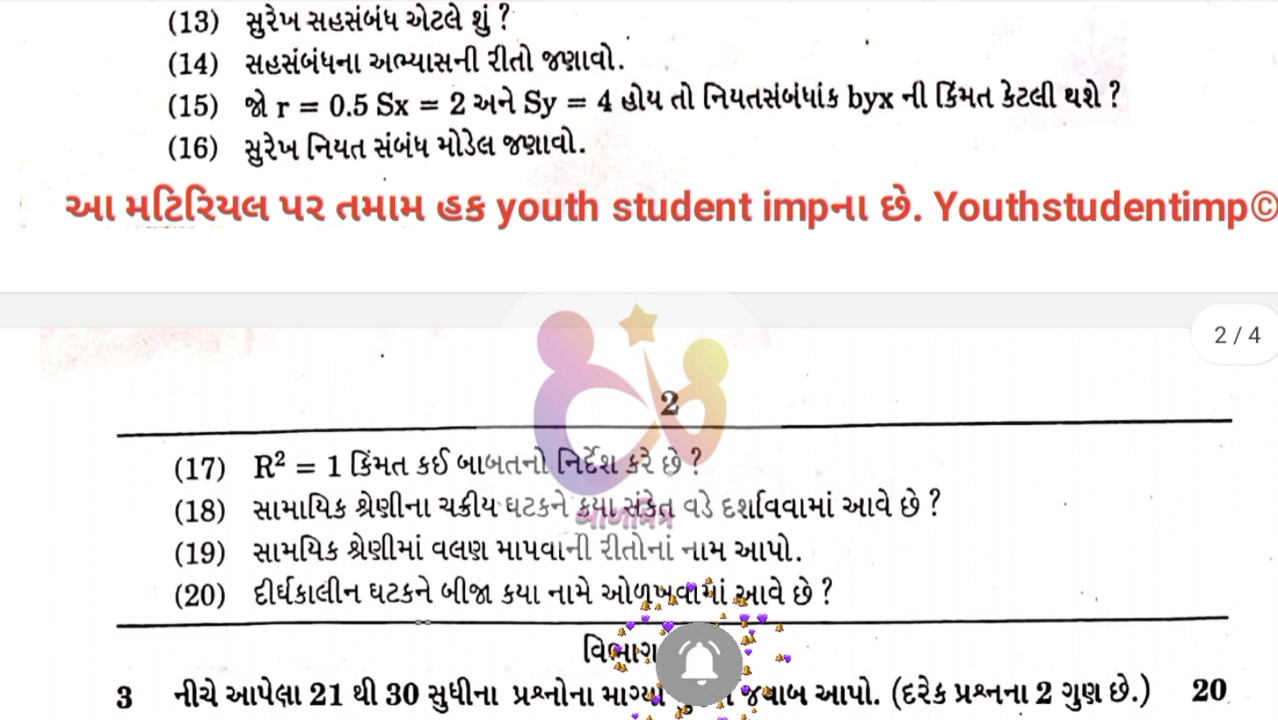 (13) સુરેખ સહસંબંધ એટલે શું ?
(14) સહસંબંધના અભ્યાસની રીતો જણાવો.
(15) જો r = 0.5 Sx = 2 અને Sy = 4 હોય તો નિયતસંબંધાંક byx ની કિંમત કેટલી થશે ?
(16) સુરેખ નિયત સંબંધ મોડેલ જણાવો.
આ મટિરિયલ પર તમામ હક youth student impના છે. Youthstudentimp©
2 / 4
2
(17) R² = 1 કિંમત કઈ બાબતનો નિર્દેશ કરે છે ?
(18) સામાયિક શ્રેણીના ચક્રીય ઘટકને કયા સંકેત વડે દર્શાવવામાં આવે છે ?
બાળમિત્ર
(19) સામયિક શ્રેણીમાં વલણ માપવાની રીતોનાં નામ આપો.
(20) દીર્ઘકાલીન ઘટકને બીજા કયા નામે ઓળખવામાં આવે છે ?
વિભાગ
3 નીચે આપેલા 21 થી 30 સુધીના પ્રશ્નોના માગ્યા જવાબ આપો. (દરેક પ્રશ્નના 2 ગુણ છે.) 20